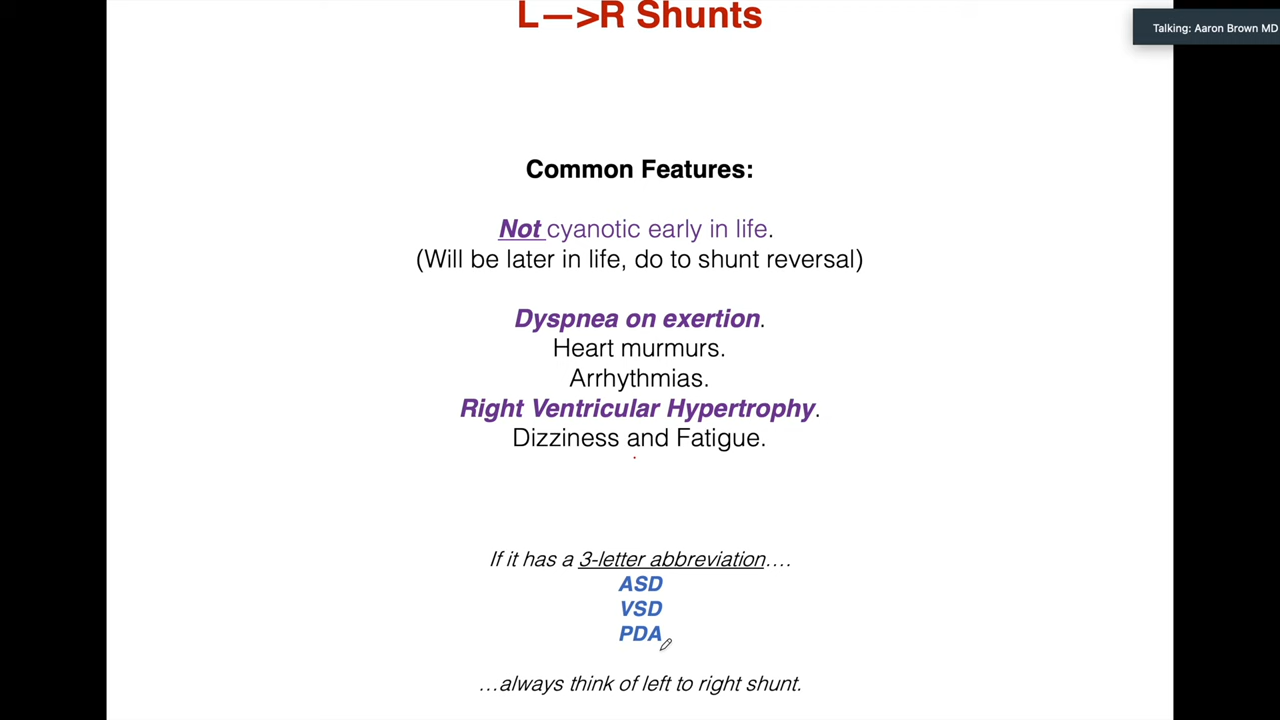 L—>R Shunts
Talking: Aaron Brown MD
Common Features:
Not cyanotic early in life.
(Will be later in life, do to shunt reversal)
Dyspnea on exertion.
Heart murmurs.
Arrhythmias.
Right Ventricular Hypertrophy.
Dizziness and Fatigue.
If it has a 3-letter abbreviation….
ASD
VSD
PDA
…always think of left to right shunt.